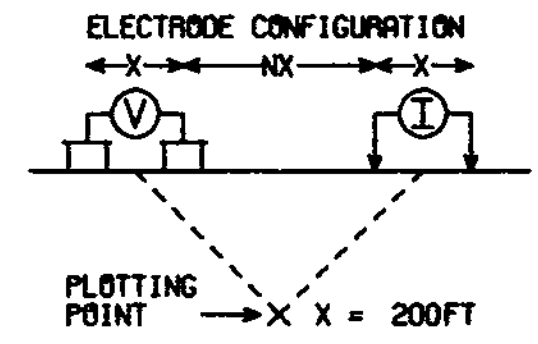 ELECTRODE CONFIGURATION
X NX X
V I
PLOTTING
POINT X X = 200FT